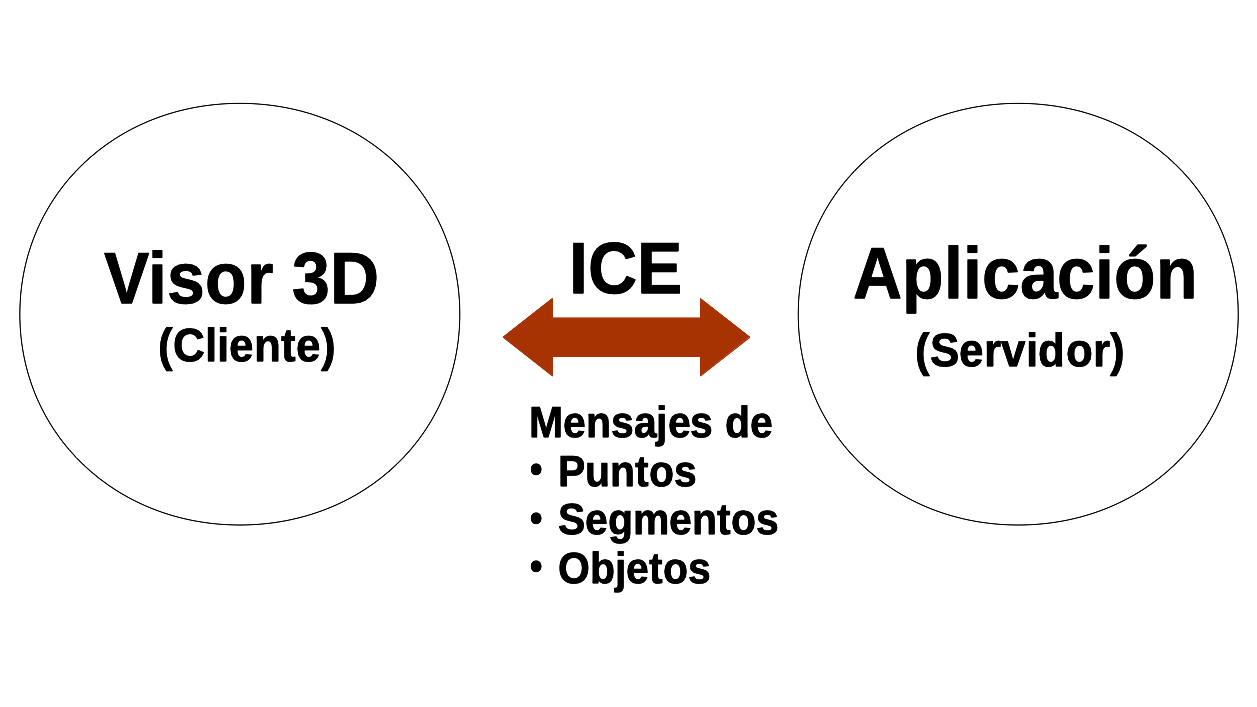 Visor 3D
(Cliente)
ICE
Mensajes de
• Puntos
• Segmentos
• Objetos
Aplicación
(Servidor)